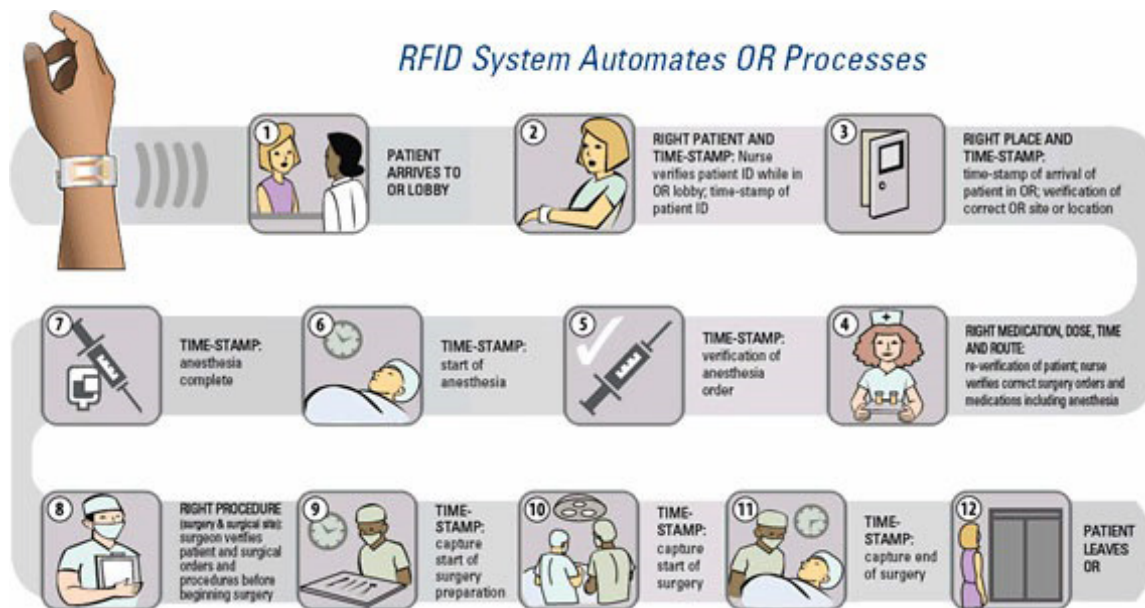 RFID System Automates OR Processes
1
PATIENT
ARRIVES TO
OR LOBBY
2
RIGHT PATIENT AND
TIME-STAMP: Nurse
verifies patient ID while in
OR lobby; time-stamp of
patient ID
3
RIGHT PLACE AND
TIME-STAMP:
time-stamp of arrival of
patient in OR; verification of
correct OR site or location
4
RIGHT MEDICATION, DOSE, TIME
AND ROUTE:
re-verification of patient; nurse
verifies correct surgery orders and
medications including anesthesia
5
TIME-STAMP:
verification of
anesthesia
order
6
TIME-STAMP:
start of
anesthesia
7
TIME-STAMP:
anesthesia
complete
8
RIGHT PROCEDURE
(surgery & surgical site):
surgeon verifies
patient and surgical
orders and
procedures before
beginning surgery
9
TIME-
STAMP:
capture
start of
surgery
preparation
10
TIME-
STAMP:
capture
start of
surgery
11
TIME-
STAMP:
capture end
of surgery
12
PATIENT
LEAVES
OR